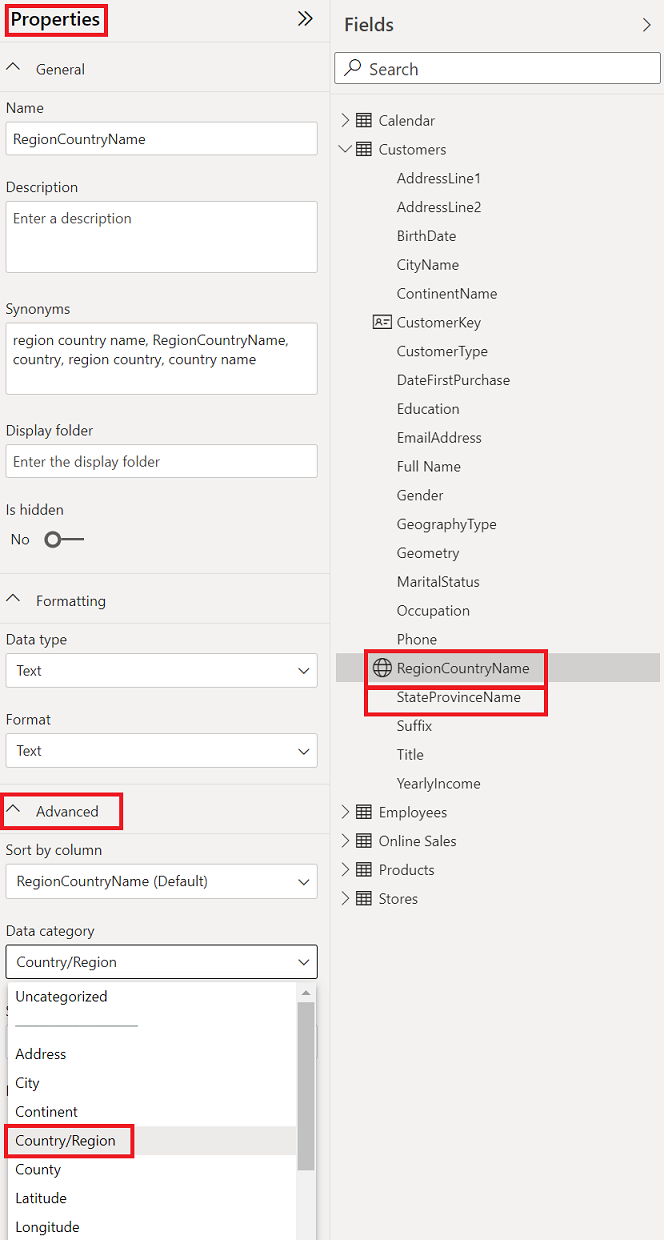 Properties
General
Name
RegionCountryName
Description
Enter a description
Synonyms
region country name, RegionCountryName,
country, region country, country name
Display folder
Enter the display folder
Is hidden
No
Formatting
Data type
Text
Format
Text
Advanced
Sort by column
RegionCountryName (Default)
Data category
Country/Region
Uncategorized
Address
City
Continent
Country/Region
County
Latitude
Longitude
Fields
Search
Calendar
Customers
AddressLine1
AddressLine2
BirthDate
CityName
ContinentName
CustomerKey
CustomerType
DateFirstPurchase
Education
EmailAddress
Full Name
Gender
GeographyType
Geometry
MaritalStatus
Occupation
Phone
RegionCountryName
StateProvinceName
Suffix
Title
YearlyIncome
Employees
Online Sales
Products
Stores